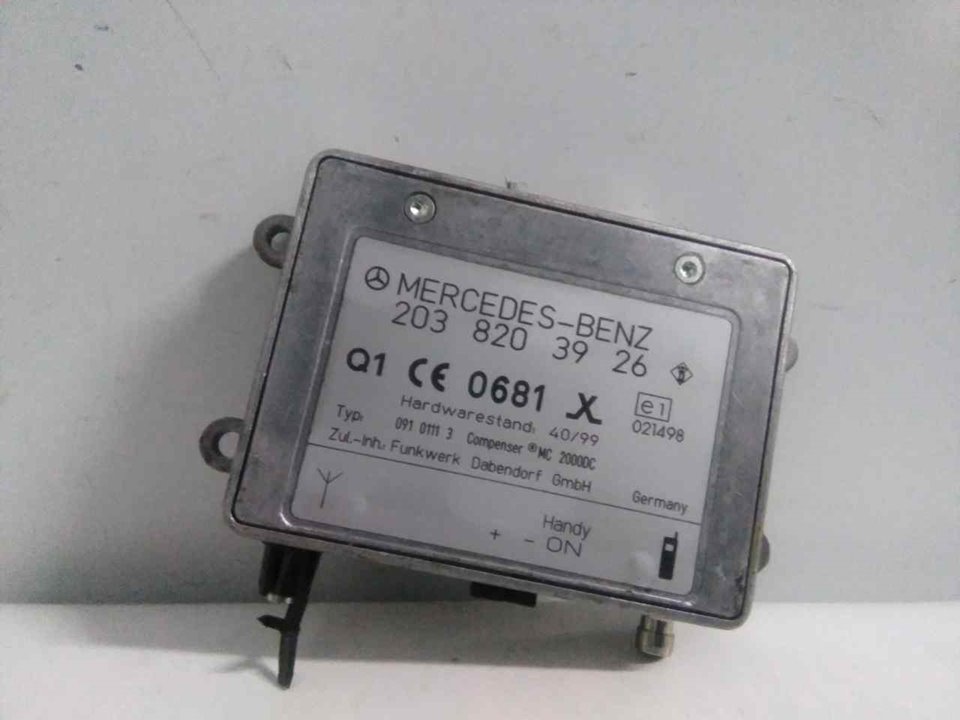 MERCEDES-BENZ
203 820 39 26
Q1 CE 0681 X
e1
021498
Hardwarestand: 40/99
Typ: 091 0111 3 Compenser ® MC 2000DC
Zul.-Inh.: Funkwerk Dabendorf GmbH Germany
Handy
+ - ON